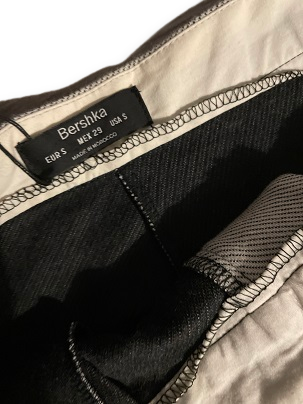 Bershka
EUR S MEX 29 USA S
MADE IN MOROCCO